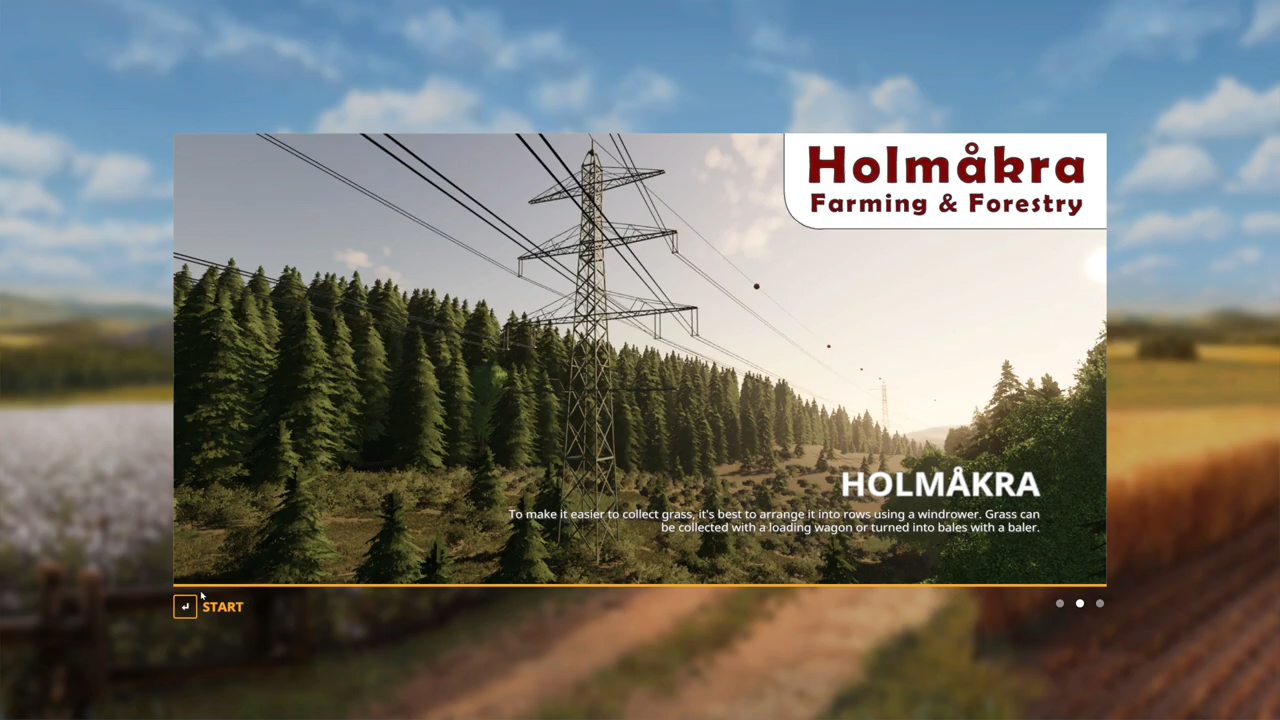 Holmåkra
Farming & Forestry
HOLMÅKRA
To make it easier to collect grass, it's best to arrange it into rows using a windrower. Grass can
be collected with a loading wagon or turned into bales with a baler.
START